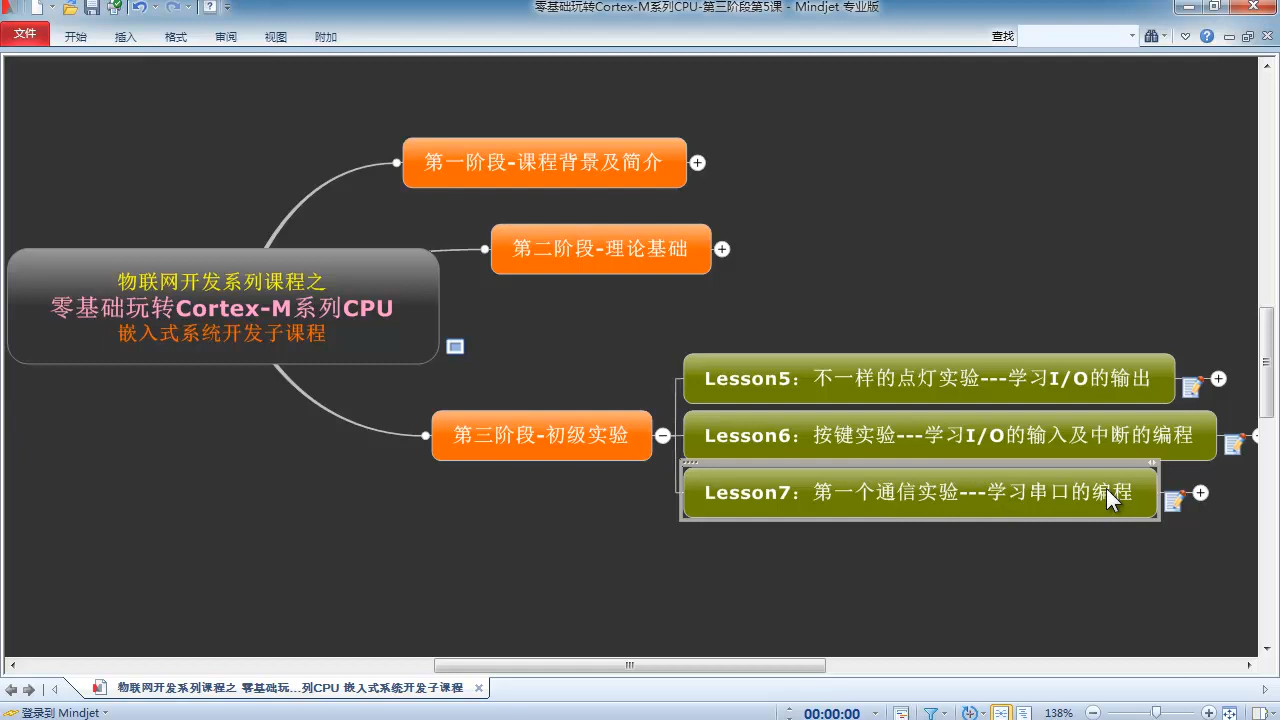 零基础玩转Cortex-M系列CPU-第三阶段第5课 - Mindjet 专业版
文件 开始 插入 格式 审阅 视图 附加 查找
第一阶段-课程背景及简介
第二阶段-理论基础
物联网开发系列课程之
零基础玩转Cortex-M系列CPU
嵌入式系统开发子课程
Lesson5：不一样的点灯实验---学习I/O的输出
第三阶段-初级实验
Lesson6：按键实验---学习I/O的输入及中断的编程
Lesson7：第一个通信实验---学习串口的编程
物联网开发系列课程之 零基础玩...列CPU 嵌入式系统开发子课程
登录到 Mindjet 00:00:00 138%